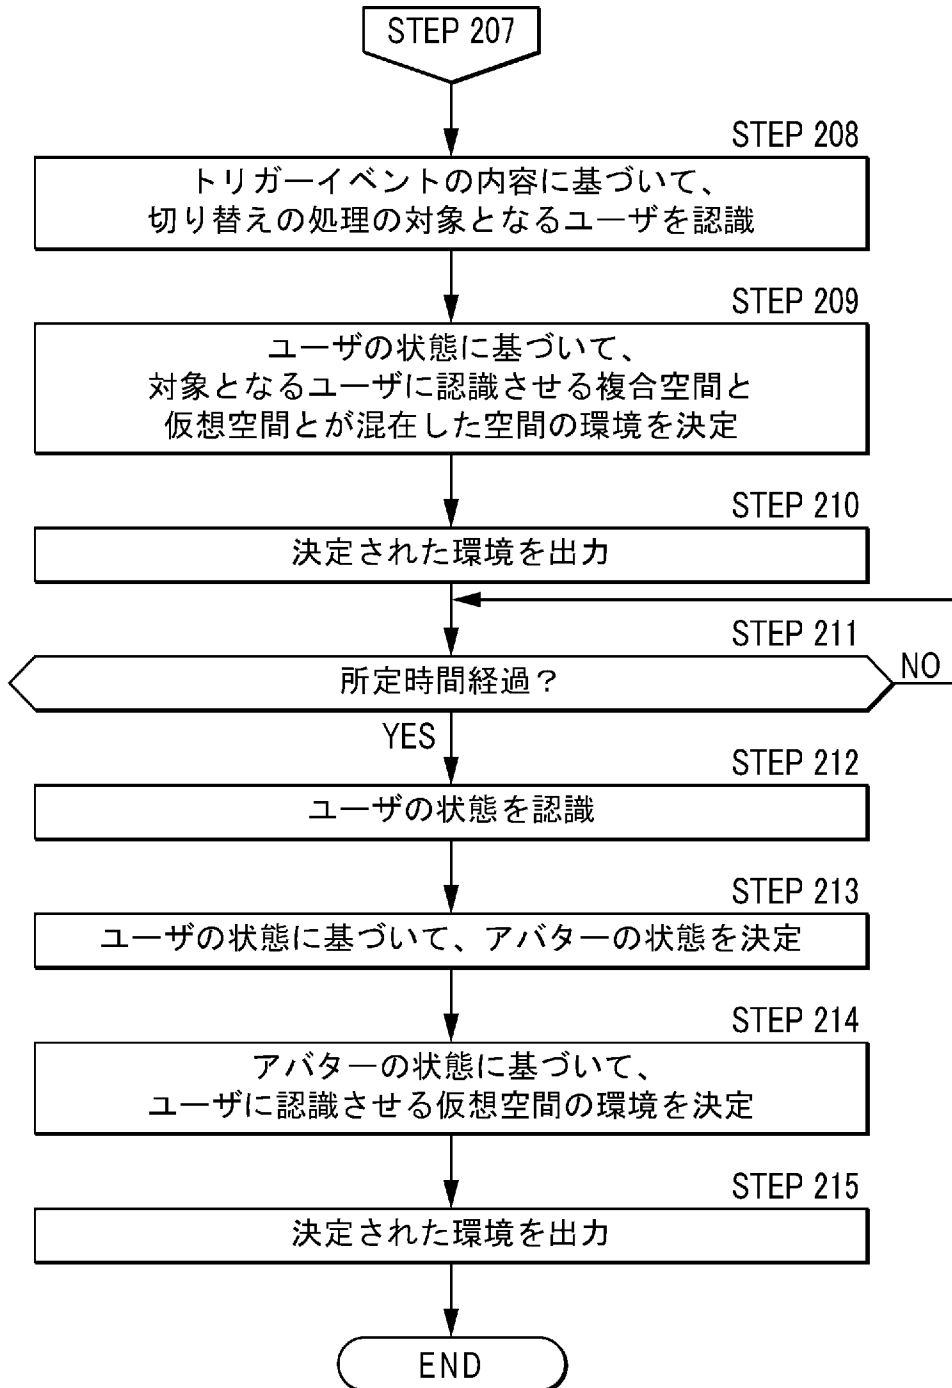 STEP 207
STEP 208
トリガーイベントの内容に基づいて、
切り替えの処理の対象となるユーザを認識
STEP 209
ユーザの状態に基づいて、
対象となるユーザに認識させる複合空間と
仮想空間とが混在した空間の環境を決定
STEP 210
決定された環境を出力
STEP 211
所定時間経過？
NO
YES
STEP 212
ユーザの状態を認識
STEP 213
ユーザの状態に基づいて、アバターの状態を決定
STEP 214
アバターの状態に基づいて、
ユーザに認識させる仮想空間の環境を決定
STEP 215
決定された環境を出力
END